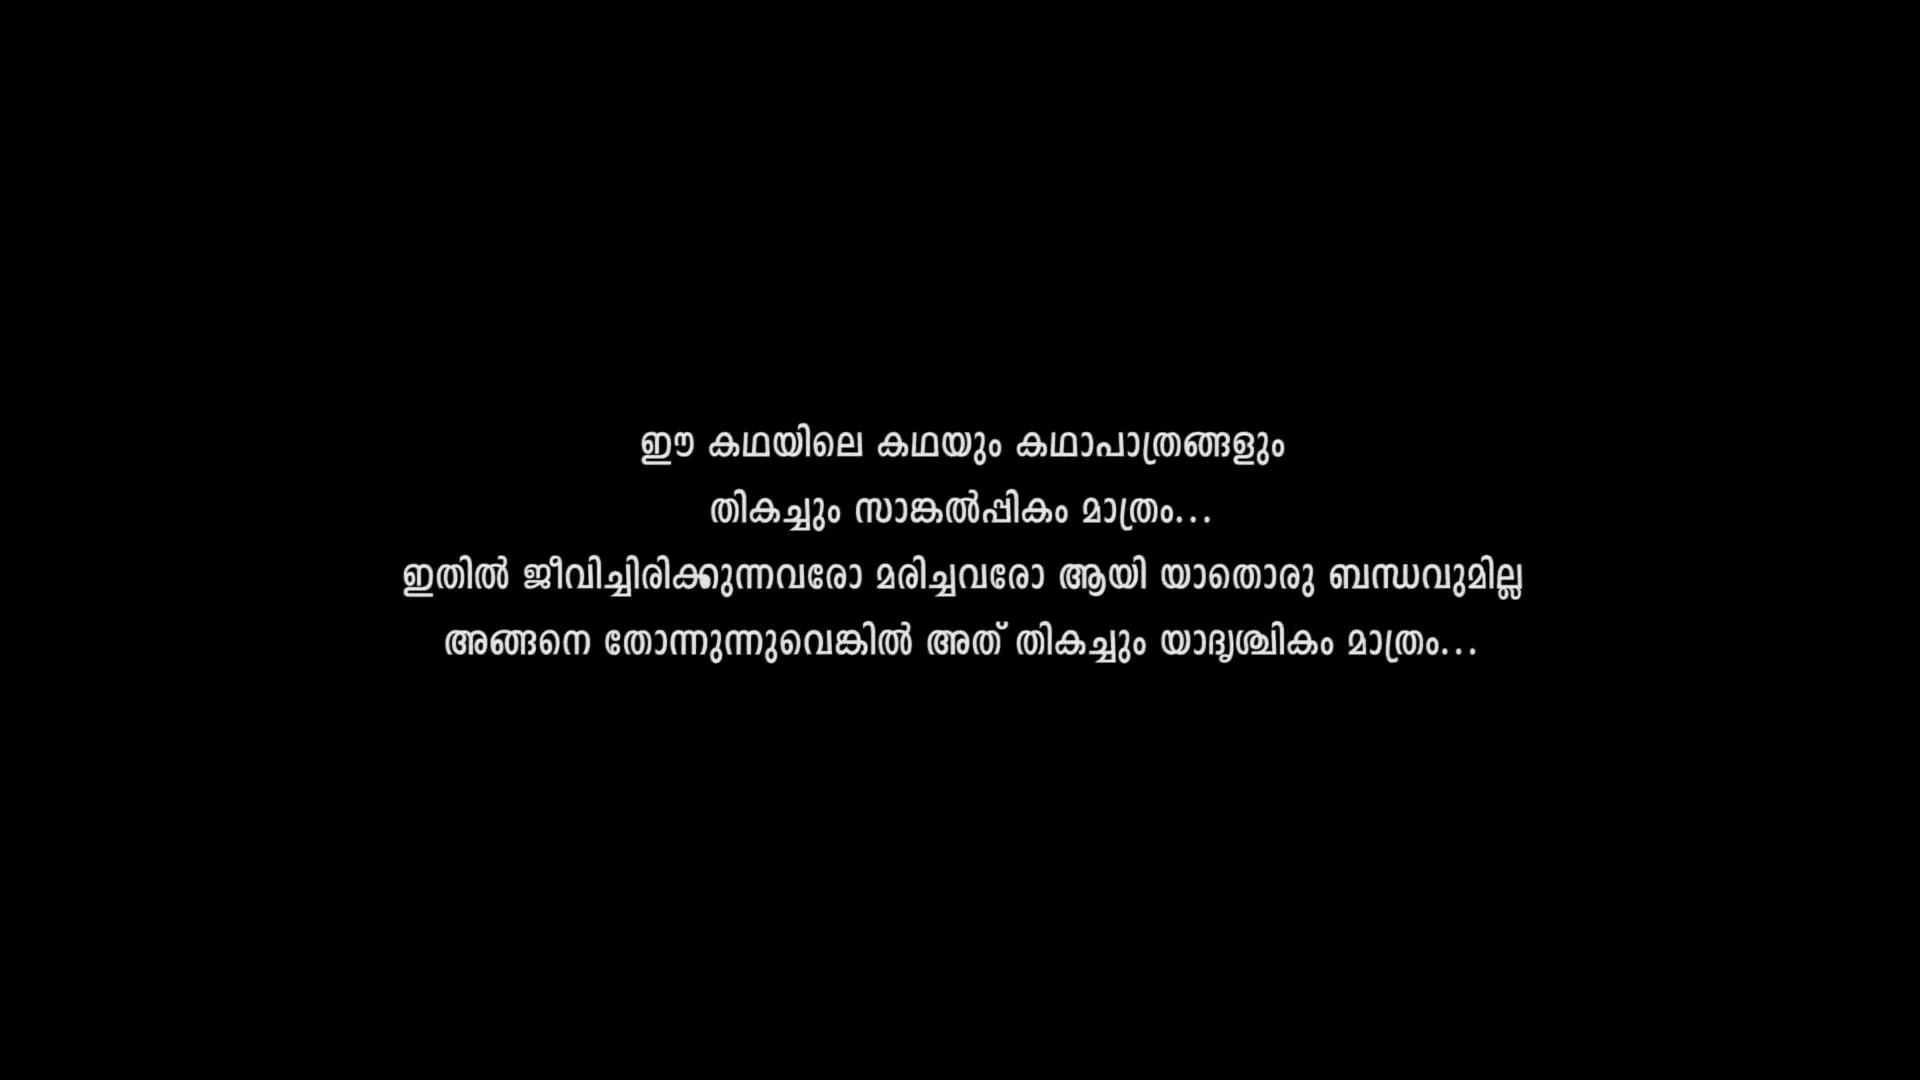 ഈ കഥയിലെ കഥയും കഥാപാത്രങ്ങളും
തികച്ചും സാങ്കൽപ്പികം മാത്രം...
ഇതിൽ ജീവിച്ചിരിക്കുന്നവരോ മരിച്ചവരോ ആയി യാതൊരു ബന്ധവുമില്ല
അങ്ങനെ തോന്നുന്നുവെങ്കിൽ അത് തികച്ചും യാദൃശ്ചികം മാത്രം...